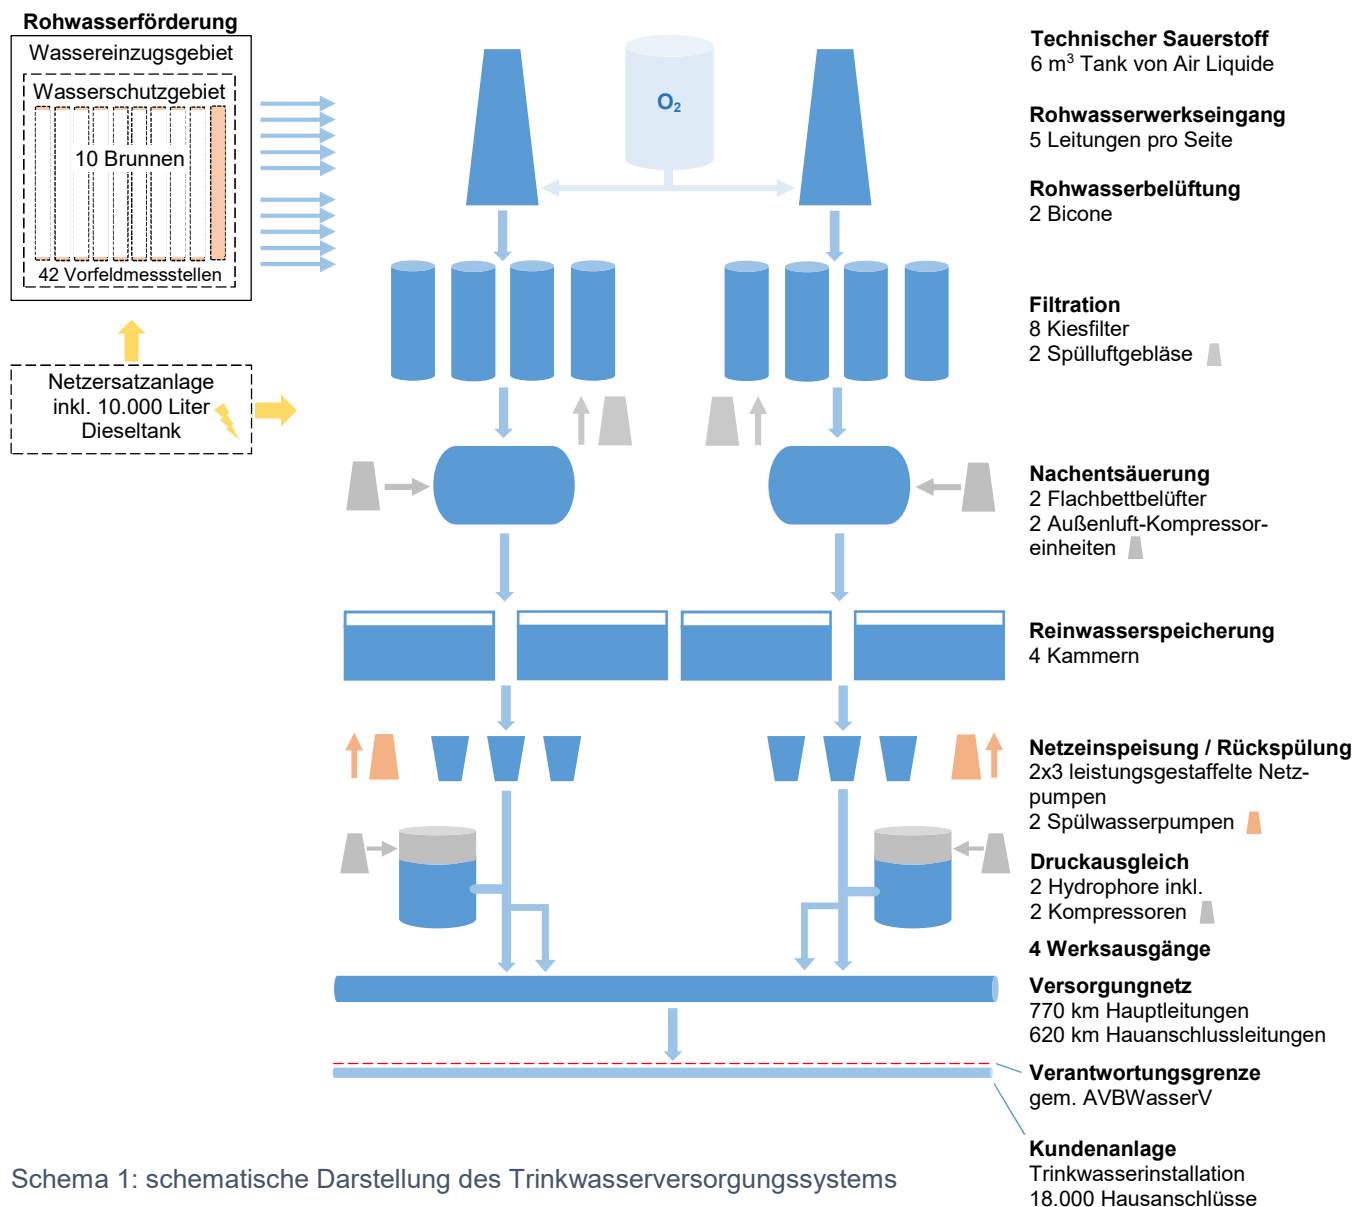 Rohwasserförderung
Wassereinzugsgebiet
Wasserschutzgebiet
10 Brunnen
42 Vorfeldmessstellen
Netzersatzanlage
inkl. 10.000 Liter
Dieseltank
O₂
Technischer Sauerstoff
6 m³ Tank von Air Liquide
Rohwasserwerkseingang
5 Leitungen pro Seite
Rohwasserbelüftung
2 Bicone
Filtration
8 Kiesfilter
2 Spülluftgebläse
Nachentsäuerung
2 Flachbettbelüfter
2 Außenluft-Kompressor-
einheiten
Reinwasserspeicherung
4 Kammern
Netzeinspeisung / Rückspülung
2x3 leistungsgestaffelte Netz-
pumpen
2 Spülwasserpumpen
Druckausgleich
2 Hydrophore inkl.
2 Kompressoren
4 Werksausgänge
Versorgungnetz
770 km Hauptleitungen
620 km Hauanschlussleitungen
Verantwortungsgrenze
gem. AVBWasserV
Kundenanlage
Trinkwasserinstallation
18.000 Hausanschlüsse
Schema 1: schematische Darstellung des Trinkwasserversorgungssystems